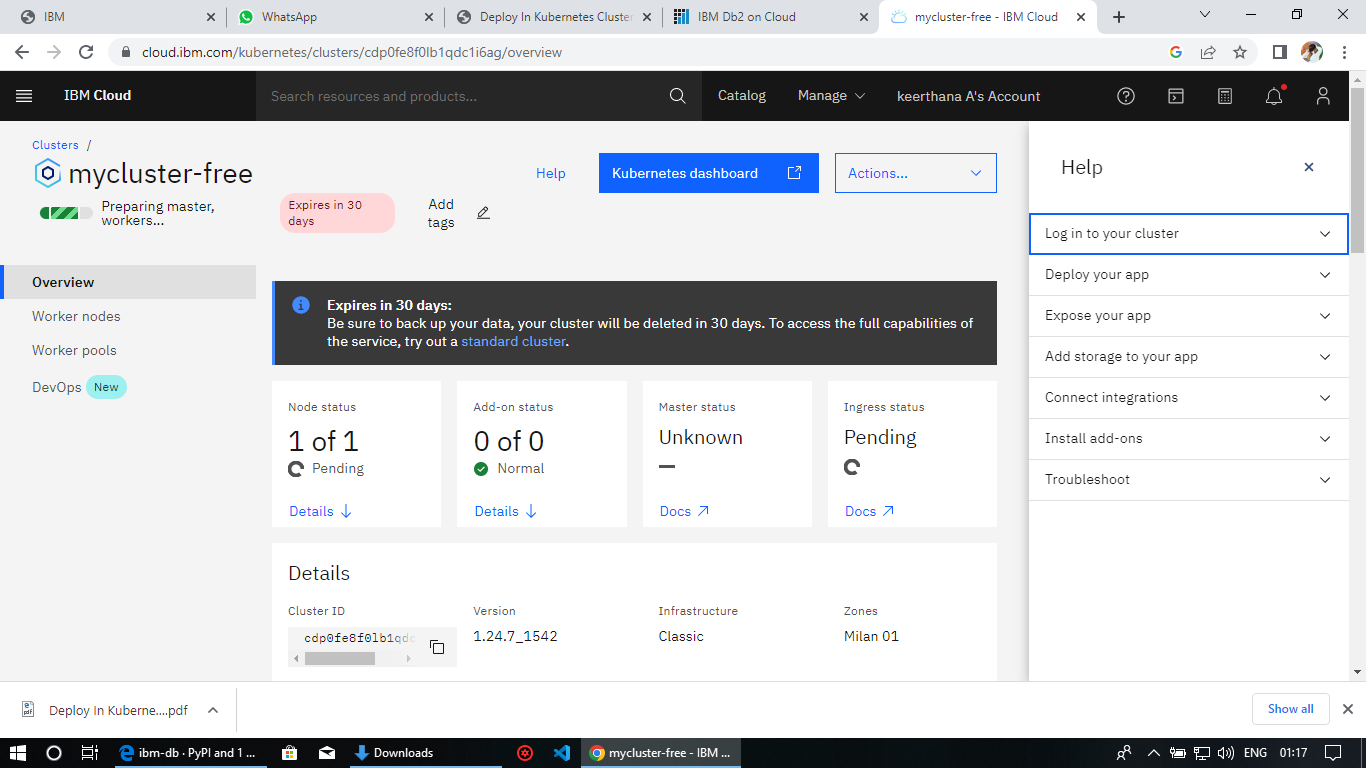 IBM
WhatsApp
Deploy In Kubernetes Cluster
IBM Db2 on Cloud
mycluster-free - IBM Cloud
cloud.ibm.com/kubernetes/clusters/cdp0fe8f0lb1qdc1i6ag/overview
IBM Cloud
Search resources and products...
Catalog
Manage
keerthana A's Account
Clusters /
mycluster-free
Preparing master,
workers...
Expires in 30
days
Add
tags
Help
Kubernetes dashboard
Actions...
Overview
Worker nodes
Worker pools
DevOps New
Expires in 30 days:
Be sure to back up your data, your cluster will be deleted in 30 days. To access the full capabilities of
the service, try out a standard cluster.
Node status
1 of 1
Pending
Details
Add-on status
0 of 0
Normal
Details
Master status
Unknown
Docs
Ingress status
Pending
Docs
Details
Cluster ID
cdp0fe8f0lb1qdc
Version
1.24.7_1542
Infrastructure
Classic
Zones
Milan 01
Help
Log in to your cluster
Deploy your app
Expose your app
Add storage to your app
Connect integrations
Install add-ons
Troubleshoot
Deploy In Kuberne....pdf
Show all
ibm-db · PyPI and 1 ...
Downloads
mycluster-free - IBM ...
ENG
01:17